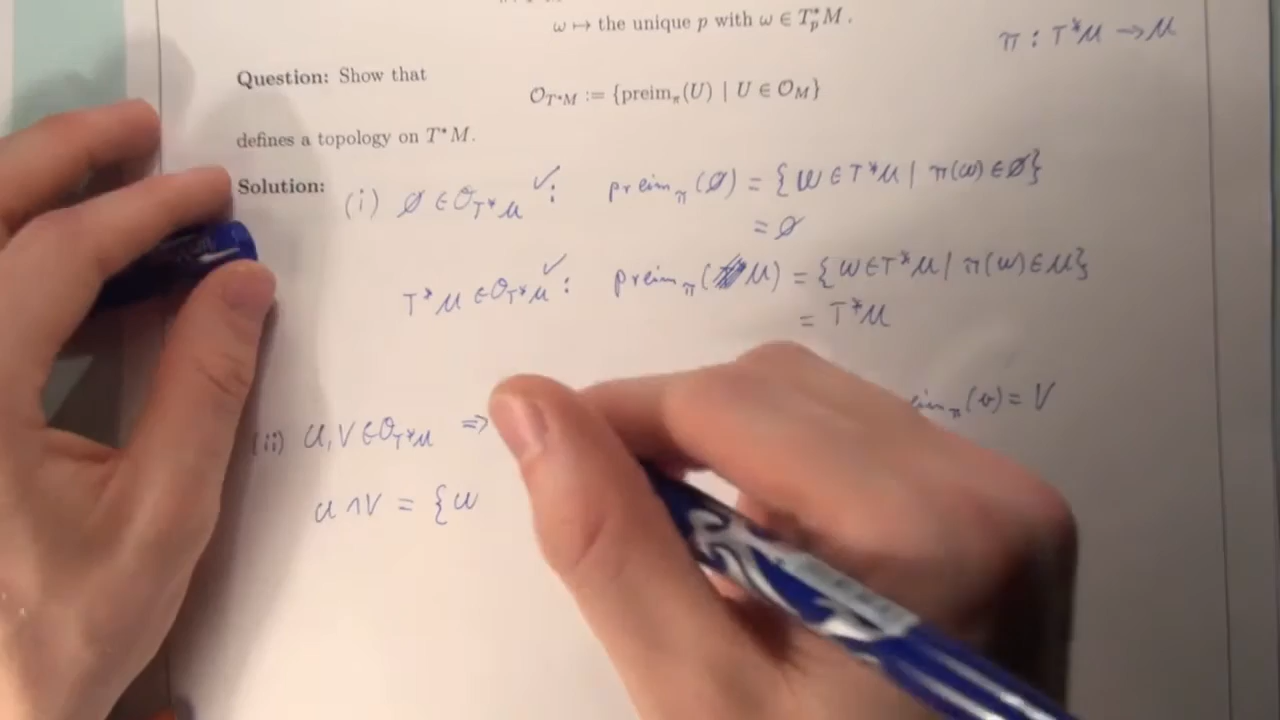 ω ↦ the unique p with ω ∈ T*ₚM .
π : T*M → M
Question: Show that
𝒪_{T*M} := {preim_π(U) | U ∈ 𝒪_M}
defines a topology on T*M.
Solution: (i) ∅ ∈ 𝒪_{T*M} ✓ : preim_π(∅) = {ω ∈ T*M | π(ω) ∈ ∅}
= ∅
T*M ∈ 𝒪_{T*M} ✓ : preim_π(M) = {ω ∈ T*M | π(ω) ∈ M}
= T*M
(ii) U, V ∈ 𝒪_{T*M} ⇒ = V
U ∩ V = {ω